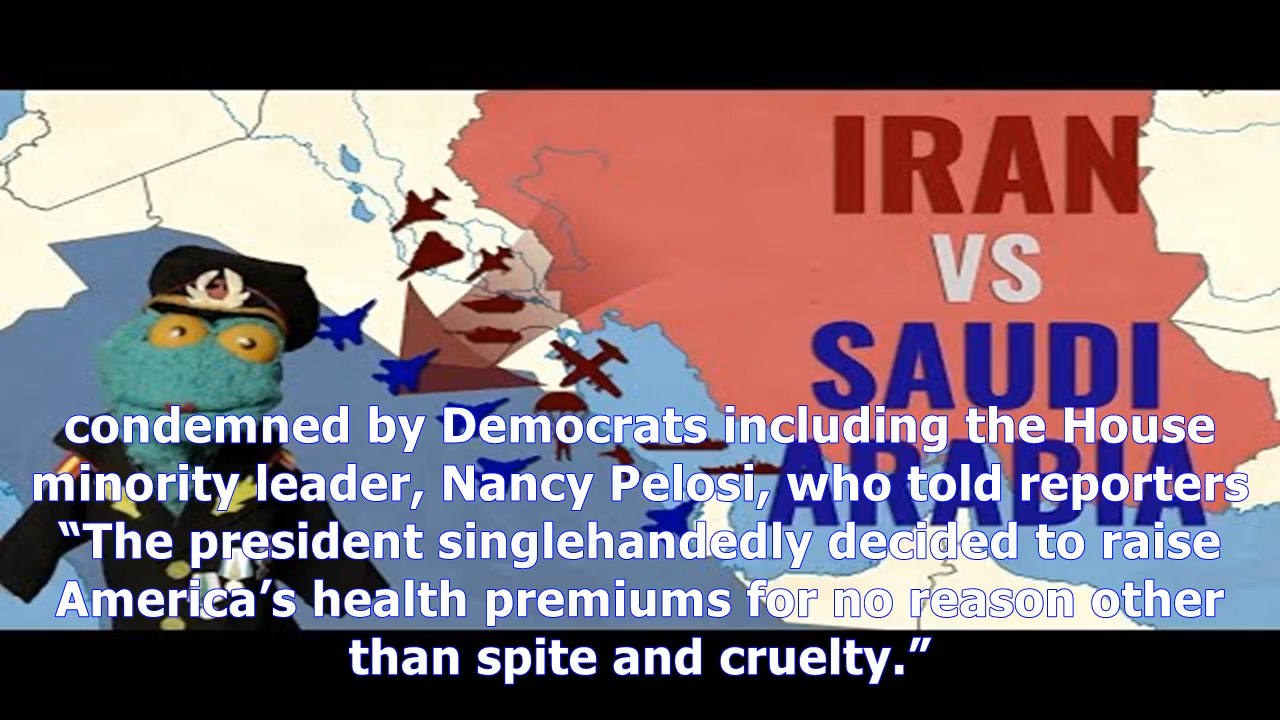 IRAN
VS
SAUDI
ARABIA
condemned by Democrats including the House
minority leader, Nancy Pelosi, who told reporters
“The president singlehandedly decided to raise
America’s health premiums for no reason other
than spite and cruelty.”